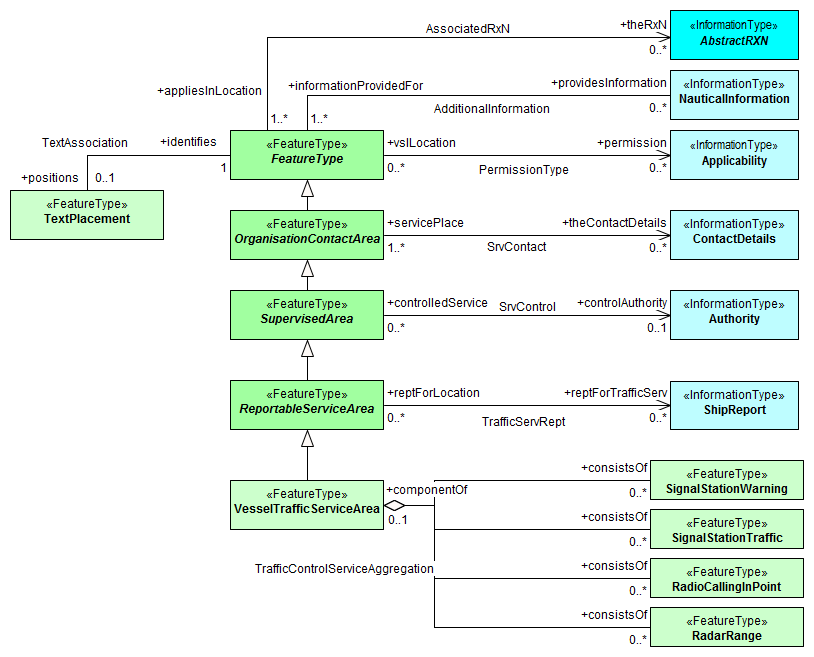 AssociatedRxN
+theRxN
0..*
«InformationType»
AbstractRXN
+appliesInLocation
1..*
+informationProvidedFor
1..*
+providesInformation
AdditionalInformation
0..*
«InformationType»
NauticalInformation
TextAssociation
+identifies
1
+positions
0..1
«FeatureType»
TextPlacement
«FeatureType»
FeatureType
+vslLocation
0..*
+permission
PermissionType
0..*
«InformationType»
Applicability
«FeatureType»
OrganisationContactArea
+servicePlace
1..*
+theContactDetails
SrvContact
0..*
«InformationType»
ContactDetails
«FeatureType»
SupervisedArea
+controlledService
0..*
SrvControl
+controlAuthority
0..1
«InformationType»
Authority
«FeatureType»
ReportableServiceArea
+reptForLocation
0..*
+reptForTrafficServ
TrafficServRept
0..*
«InformationType»
ShipReport
«FeatureType»
VesselTrafficServiceArea
+componentOf
0..1
TrafficControlServiceAggregation
+consistsOf
0..*
«FeatureType»
SignalStationWarning
+consistsOf
0..*
«FeatureType»
SignalStationTraffic
+consistsOf
0..*
«FeatureType»
RadioCallingInPoint
+consistsOf
0..*
«FeatureType»
RadarRange